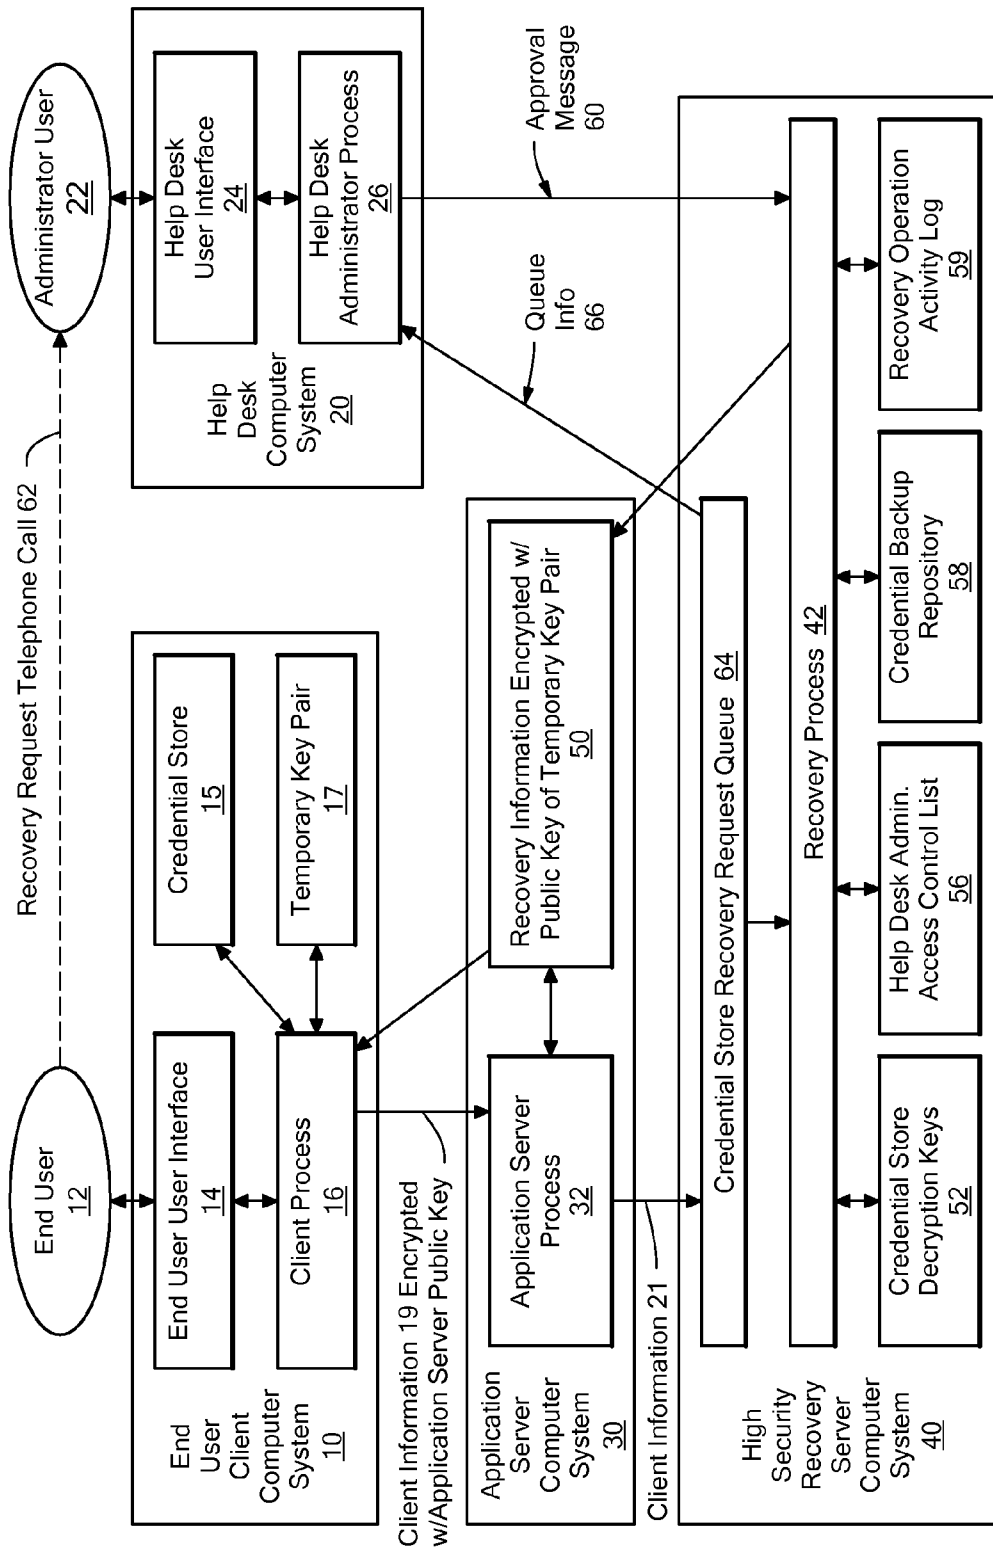 Recovery Request Telephone Call 62
End User
12
Administrator User
22
End
User
Client
Computer
System
10
End User User Interface
14
Client Process
16
Credential Store
15
Temporary Key Pair
17
Help
Desk
Computer
System
20
Help Desk
User Interface
24
Help Desk
Administrator Process
26
Client Information 19 Encrypted
w/Application Server Public Key
Application
Server
Computer
System
30
Application Server
Process
32
Recovery Information Encrypted w/
Public Key of Temporary Key Pair
50
Queue
Info
66
Approval
Message
60
Client Information 21
High
Security
Recovery
Server
Computer
System
40
Credential Store Recovery Request Queue 64
Recovery Process 42
Credential Store
Decryption Keys
52
Help Desk Admin.
Access Control List
56
Credential Backup
Repository
58
Recovery Operation
Activity Log
59